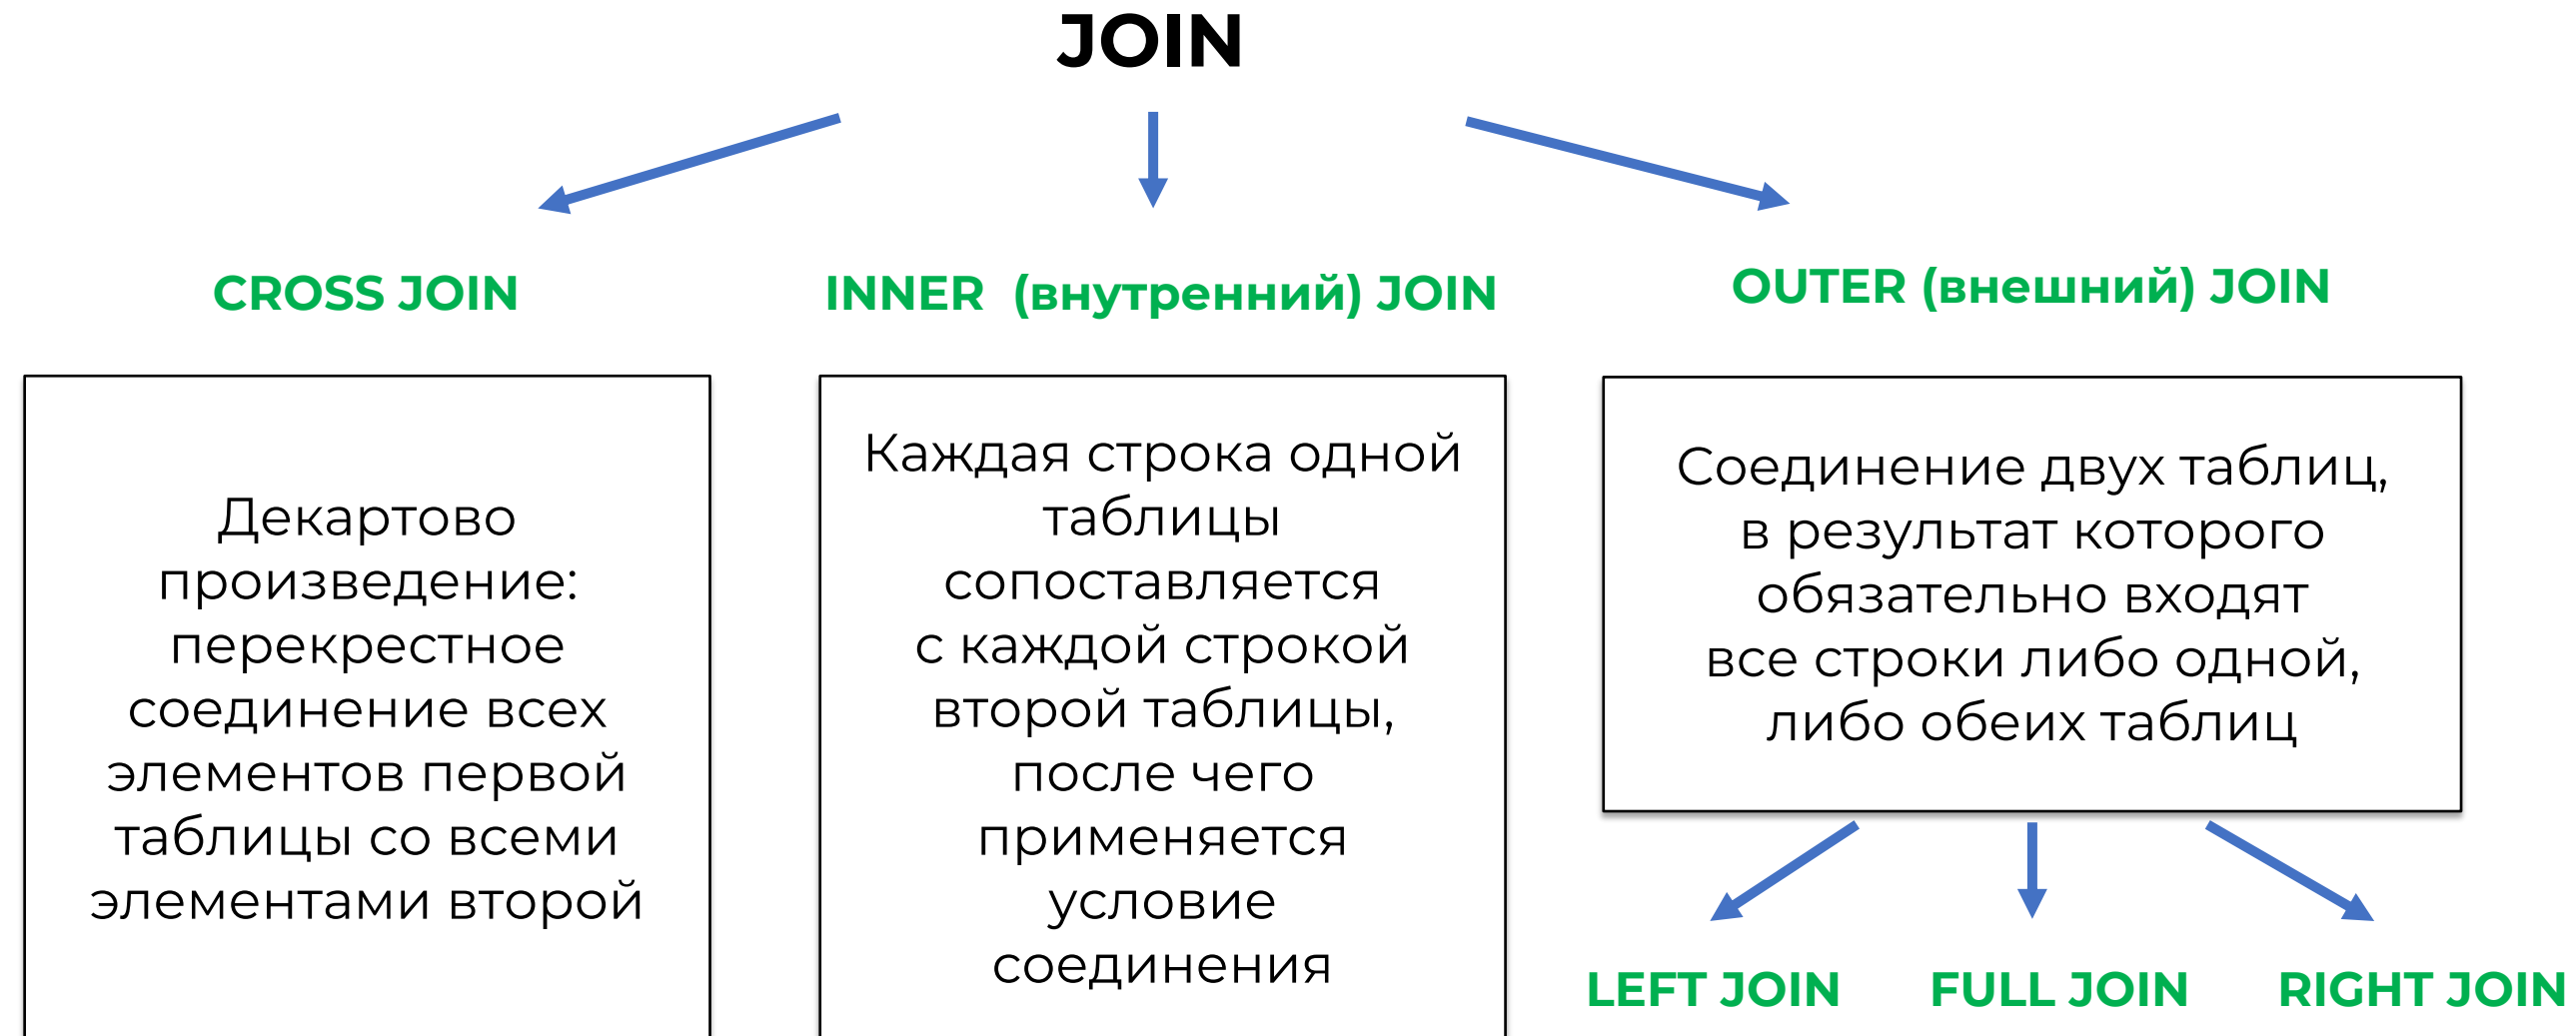 JOIN
CROSS JOIN
INNER (внутренний) JOIN
OUTER (внешний) JOIN
Декартово
произведение:
перекрестное
соединение всех
элементов первой
таблицы со всеми
элементами второй
Каждая строка одной
таблицы
сопоставляется
с каждой строкой
второй таблицы,
после чего
применяется
условие
соединения
Соединение двух таблиц,
в результат которого
обязательно входят
все строки либо одной,
либо обеих таблиц
LEFT JOIN
FULL JOIN
RIGHT JOIN